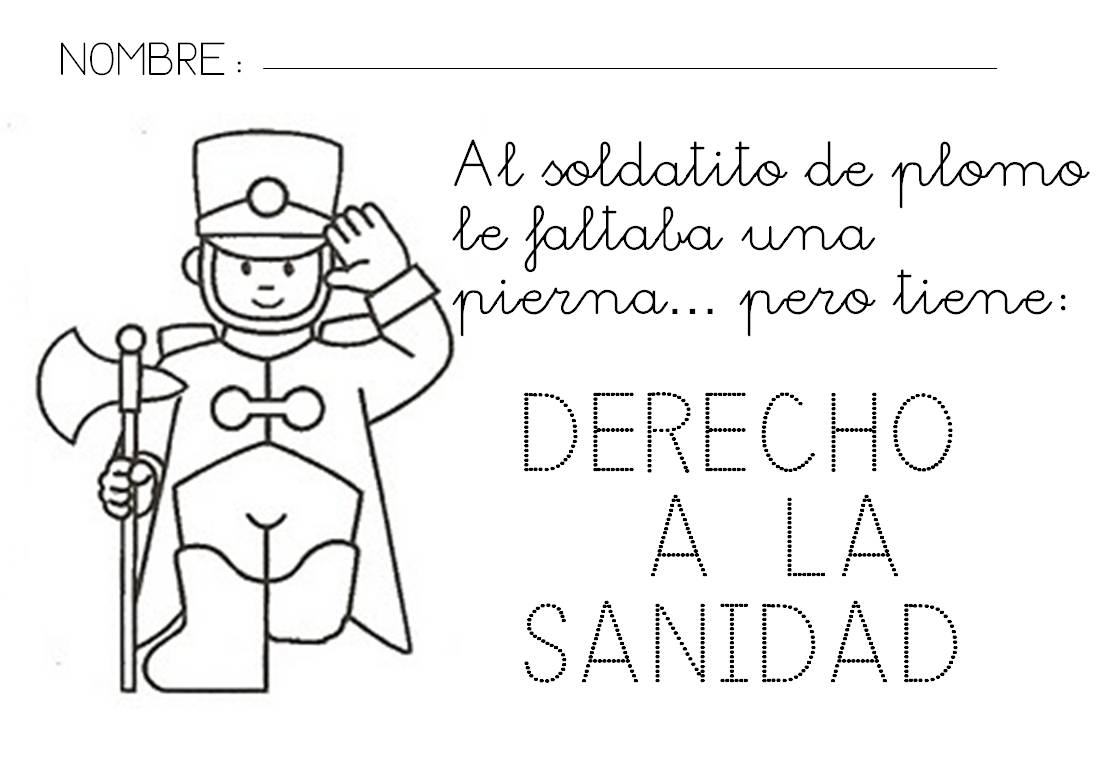 NOMBRE:
Al soldatito de plomo
le faltaba una
pierna... pero tiene:
DERECHO
A LA
SANIDAD